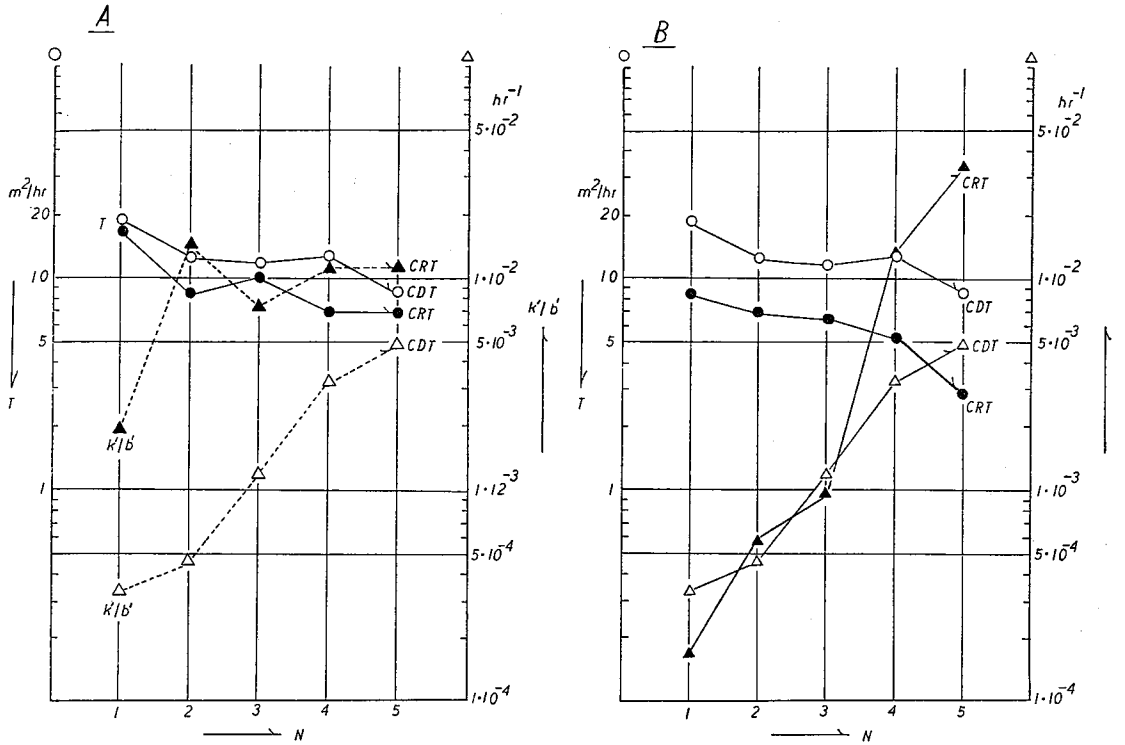 A
hr⁻¹
5·10⁻²
m²/hr
20
T
10
1·10⁻²
CRT
CDT
CRT
k'/b'
5
5·10⁻³
CDT
T
k'/b'
1
1·12⁻³
5·10⁻⁴
k'/b'
1·10⁻⁴
1 2 3 4 5
N
B
hr⁻¹
5·10⁻²
CRT
m²/hr
20
10
1·10⁻²
CDT
5
5·10⁻³
CDT
T
CRT
1
1·10⁻³
5·10⁻⁴
1·10⁻⁴
1 2 3 4 5
N